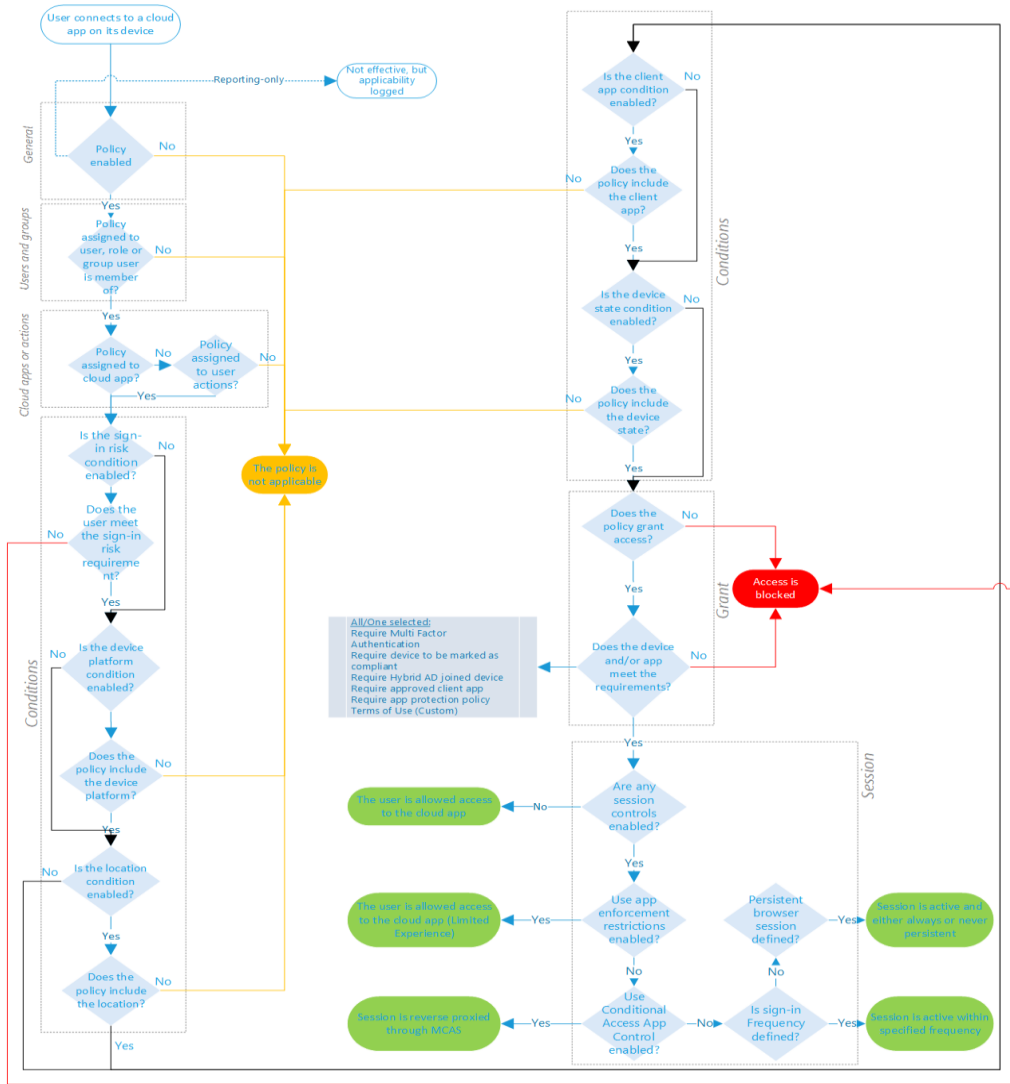 User connects to a cloud
app on its device
Reporting-only
Not effective, but
applicability
logged
General
Policy
enabled
No
Yes
Users and groups
Policy
assigned to
user, role or
group user
is member
of?
No
Yes
Cloud apps or actions
Policy
assigned to
cloud app?
No
Policy
assigned
to user
actions?
No
Yes
Conditions
Is the sign-
in risk
condition
enabled?
No
Does the
user meet
the sign-in
risk
requireme
nt?
No
Yes
Is the device
platform
condition
enabled?
No
Does the
policy include
the device
platform?
No
Yes
Is the location
condition
enabled?
No
Yes
Does the
policy include
the location?
No
Yes
The policy is
not applicable
Conditions
Is the client
app condition
enabled?
No
Yes
Does the
policy include
the client
app?
No
Yes
Is the device
state condition
enabled?
No
Yes
Does the
policy include
the device
state?
No
Yes
Grant
Does the
policy grant
access?
No
Yes
Access is
blocked
Does the device
and/or app
meet the
requirements?
No
Yes
All/One selected:
Require Multi Factor
Authentication
Require device to be marked as
compliant
Require Hybrid AD joined device
Require approved client app
Require app protection policy
Terms of Use (Custom)
Session
Are any
session
controls
enabled?
No
The user is allowed access
to the cloud app
Yes
Use app
enforcement
restrictions
enabled?
Yes
The user is allowed access
to the cloud app (Limited
Experience)
No
Use
Conditional
Access App
Control
enabled?
Yes
Session is reverse proxied
through MCAS
No
Is sign-in
Frequency
defined?
Yes
Session is active within
specified frequency
No
Persistent
browser
session
defined?
Yes
Session is active and
either always or never
persistent